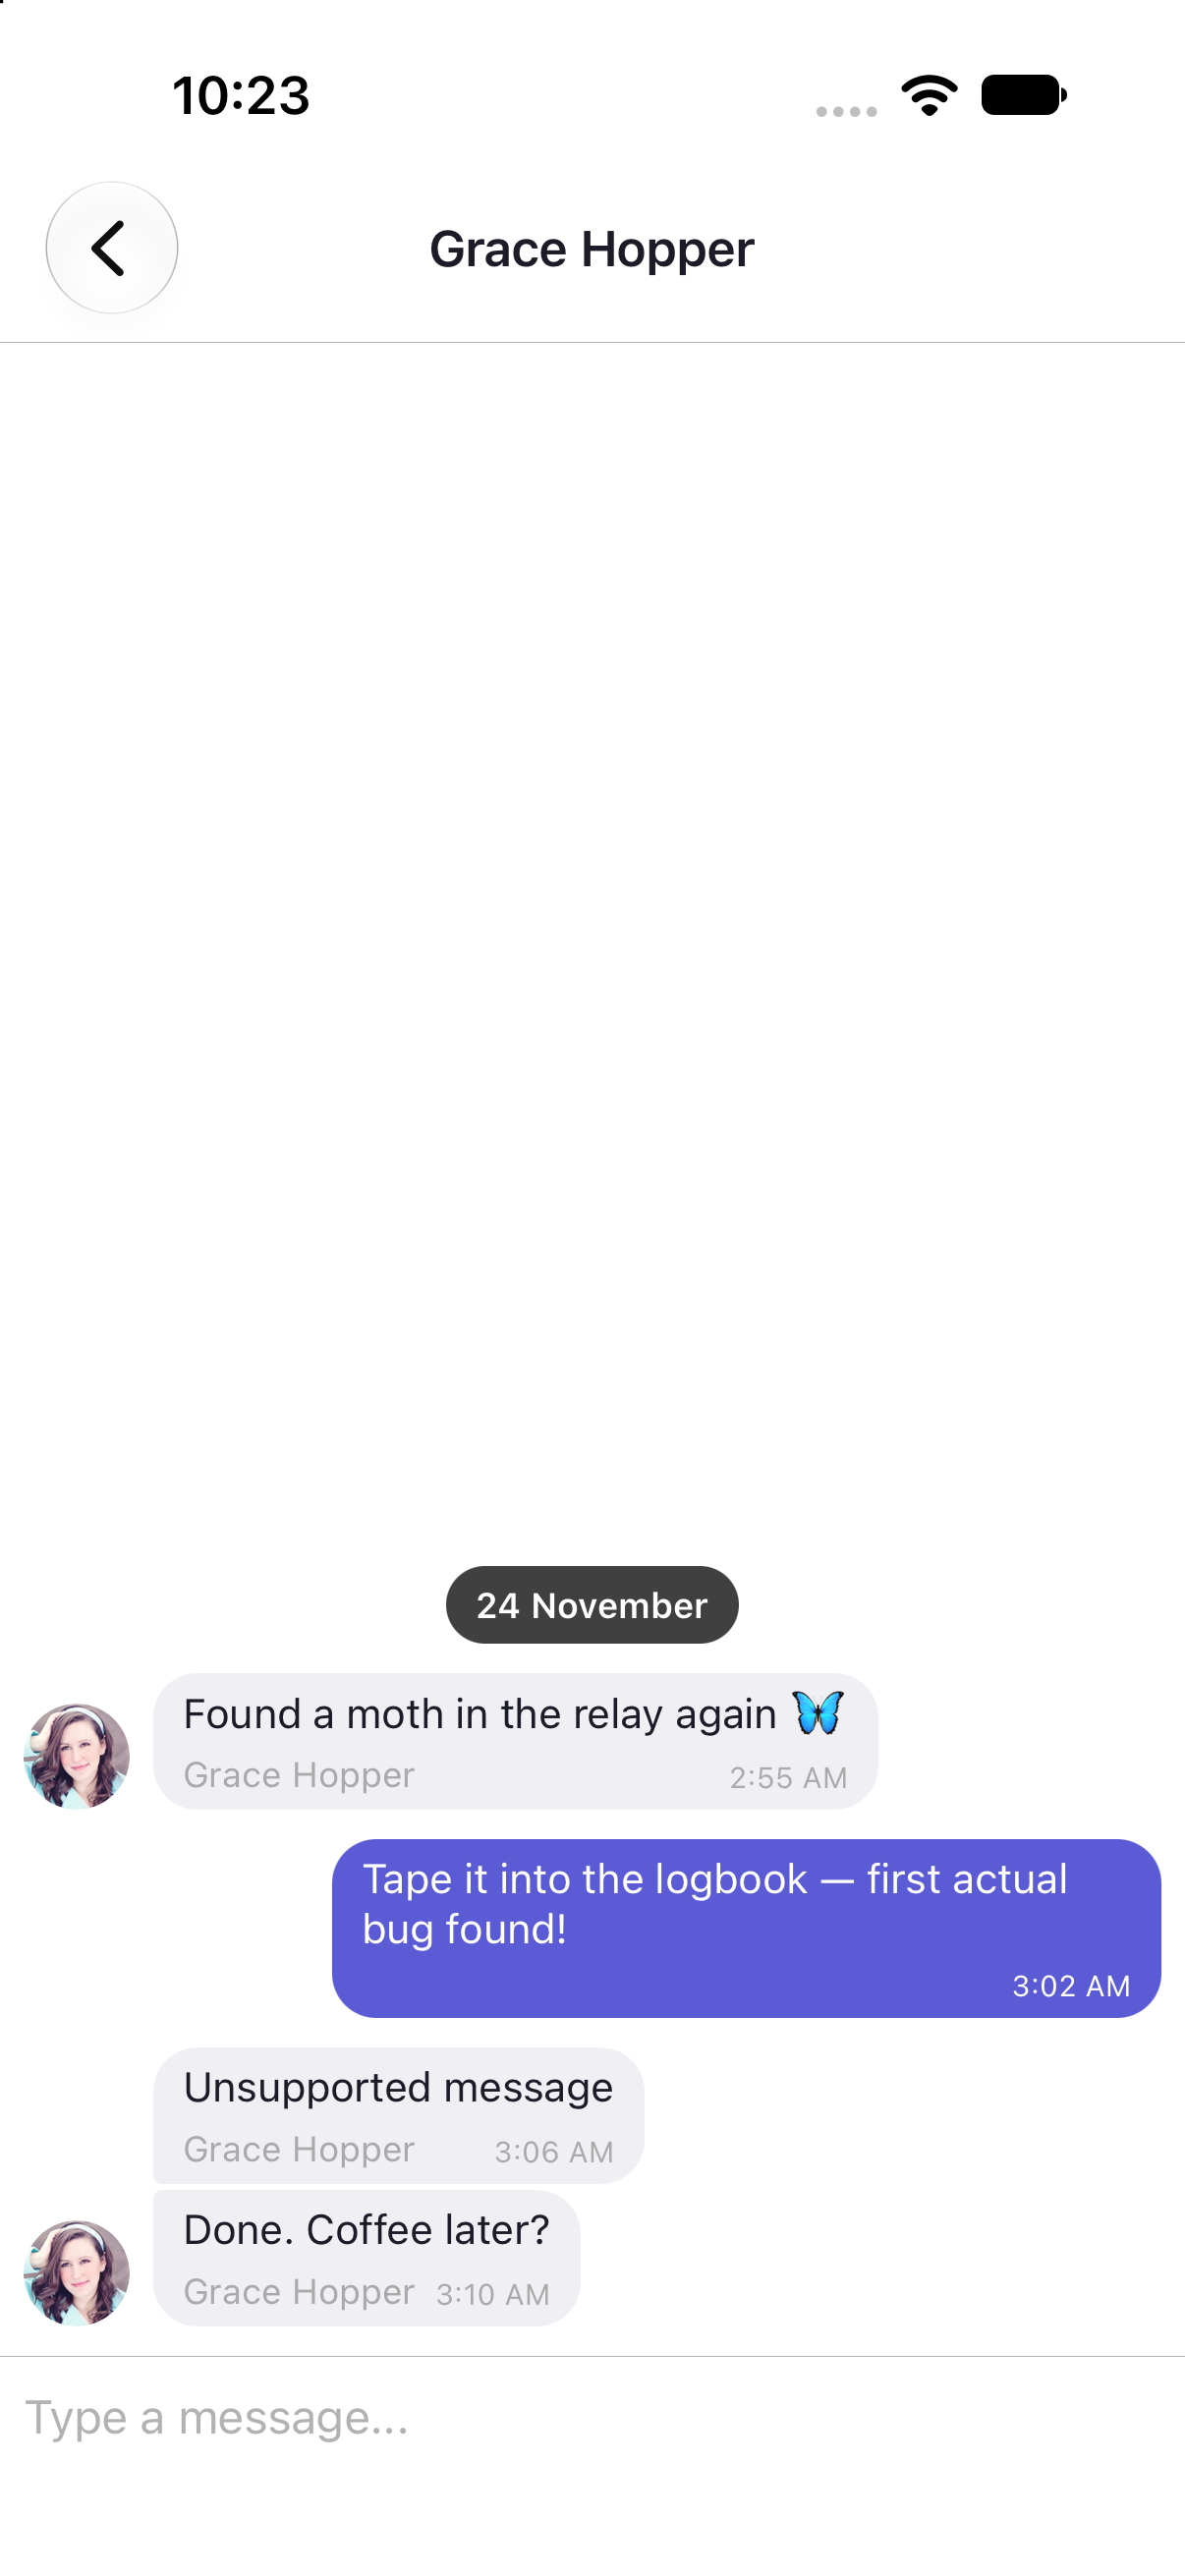 10:23
Grace Hopper
24 November
Found a moth in the relay again 🦋
Grace Hopper 2:55 AM
Tape it into the logbook — first actual
bug found!
3:02 AM
Unsupported message
Grace Hopper 3:06 AM
Done. Coffee later?
Grace Hopper 3:10 AM
Type a message...